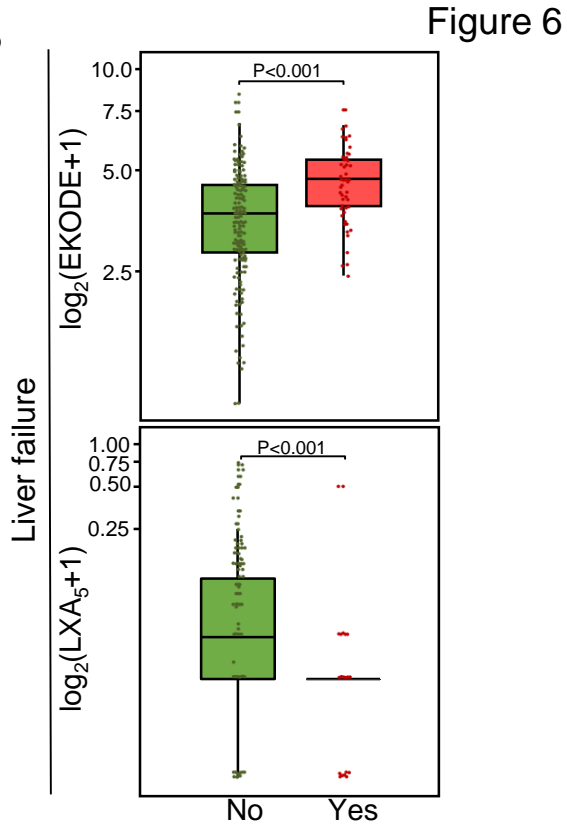 Figure 6
Liver failure
log2(EKODE+1)
10.0
7.5
5.0
2.5
P<0.001
log2(LXA5+1)
1.00
0.75
0.50
0.25
P<0.001
No Yes